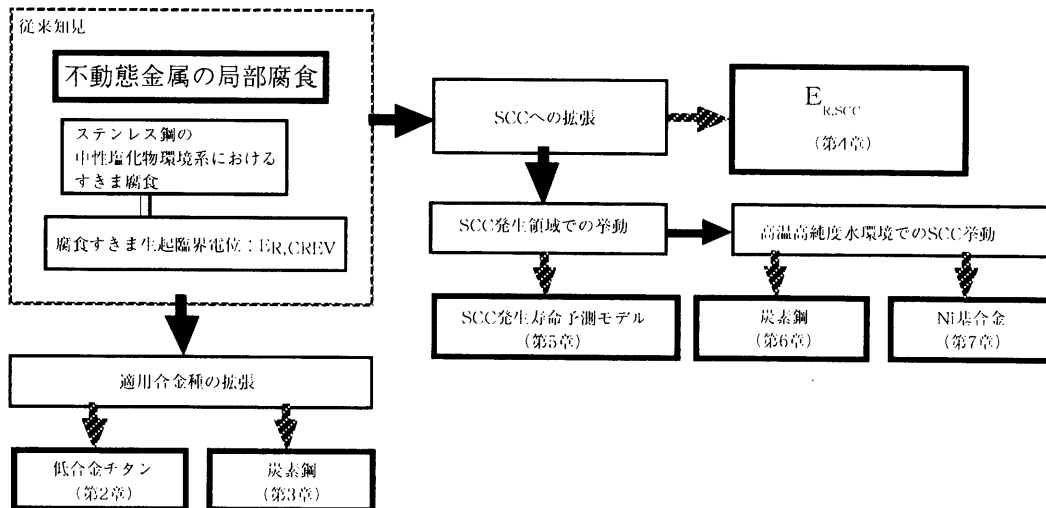 従来知見
不動態金属の局部腐食
ステンレス鋼の
中性塩化物環境系における
すきま腐食
腐食すきま生起臨界電位：ER,CREV
適用合金種の拡張
低合金チタン
（第2章）
炭素鋼
（第3章）
SCCへの拡張
ER,SCC
（第4章）
SCC発生領域での挙動
高温高純度水環境でのSCC挙動
SCC発生寿命予測モデル
（第5章）
炭素鋼
（第6章）
Ni基合金
（第7章）